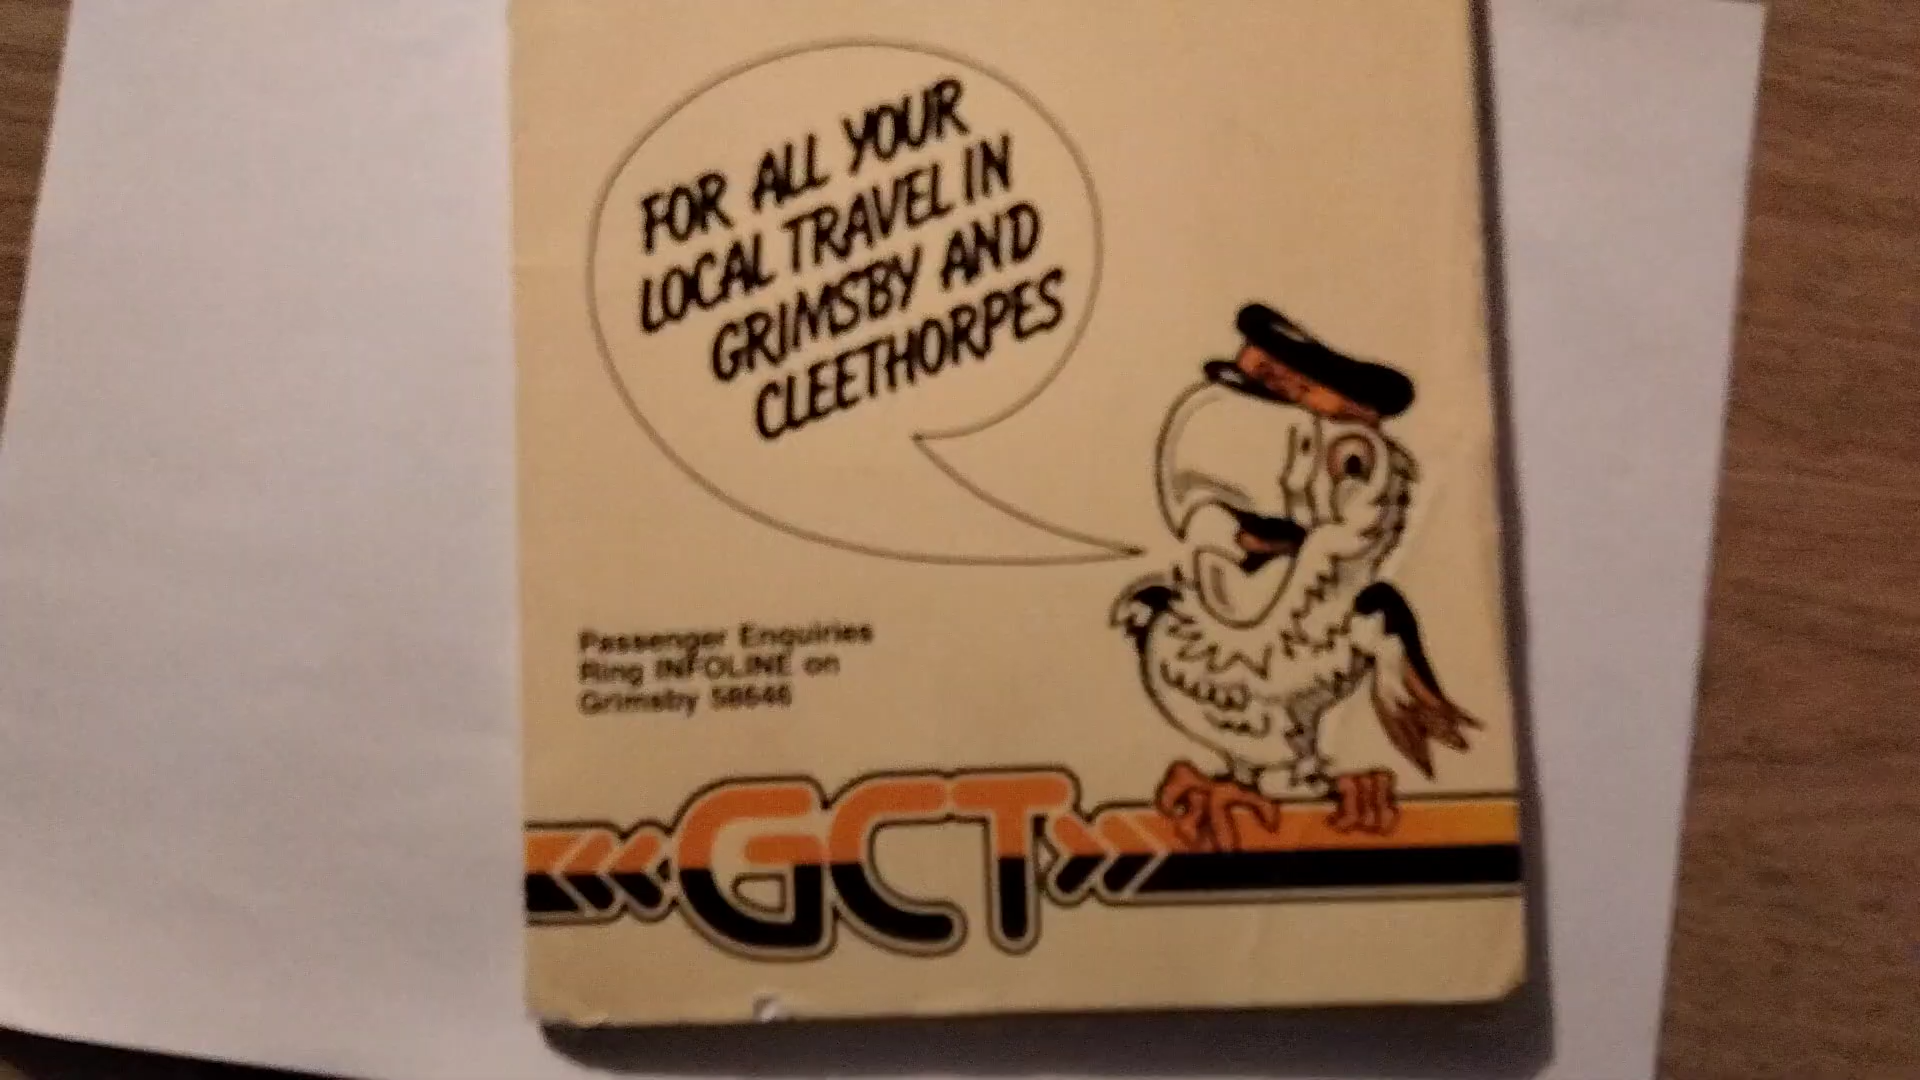 FOR ALL YOUR
LOCAL TRAVEL IN
GRIMSBY AND
CLEETHORPES
Passenger Enquiries
Ring INFOLINE on
Grimsby 58646
GCT